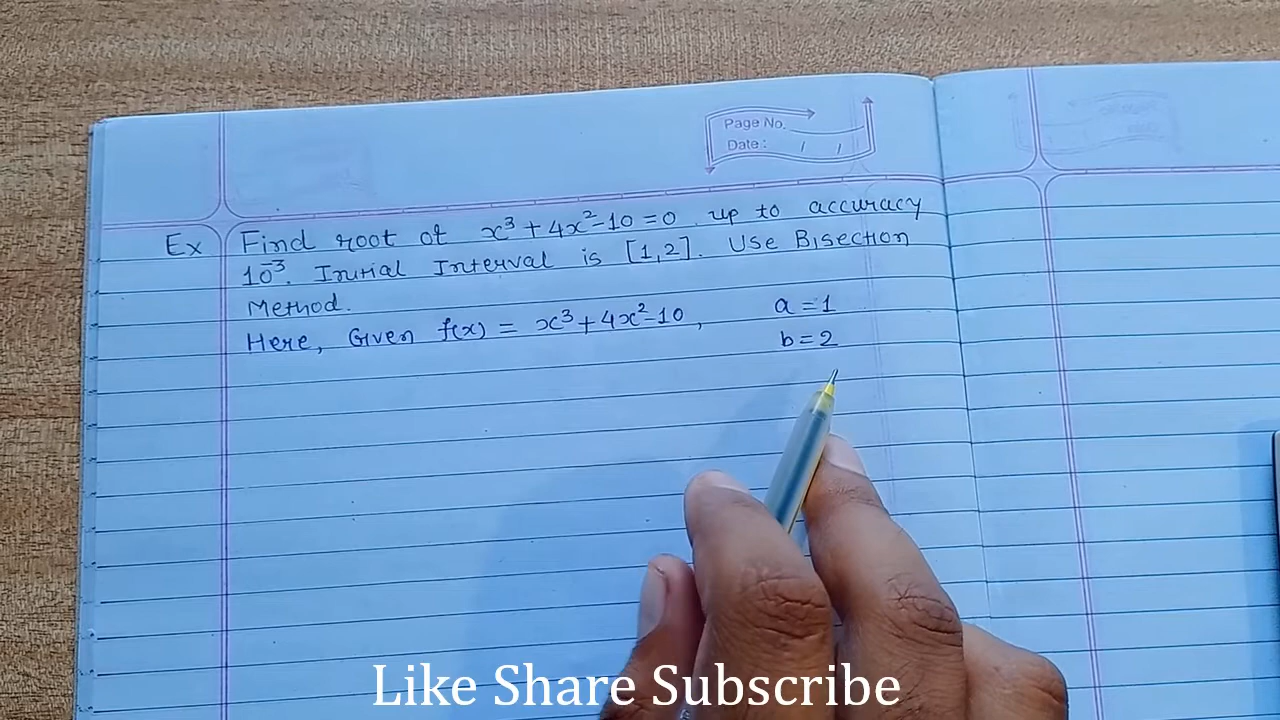 Page No.
Date : / /
Ex Find root of x³ + 4x² - 10 = 0 up to accuracy
10⁻³. Initial Interval is [1,2]. Use Bisection
Method.
Here, Given f(x) = x³ + 4x² - 10, a = 1
b = 2
Like Share Subscribe